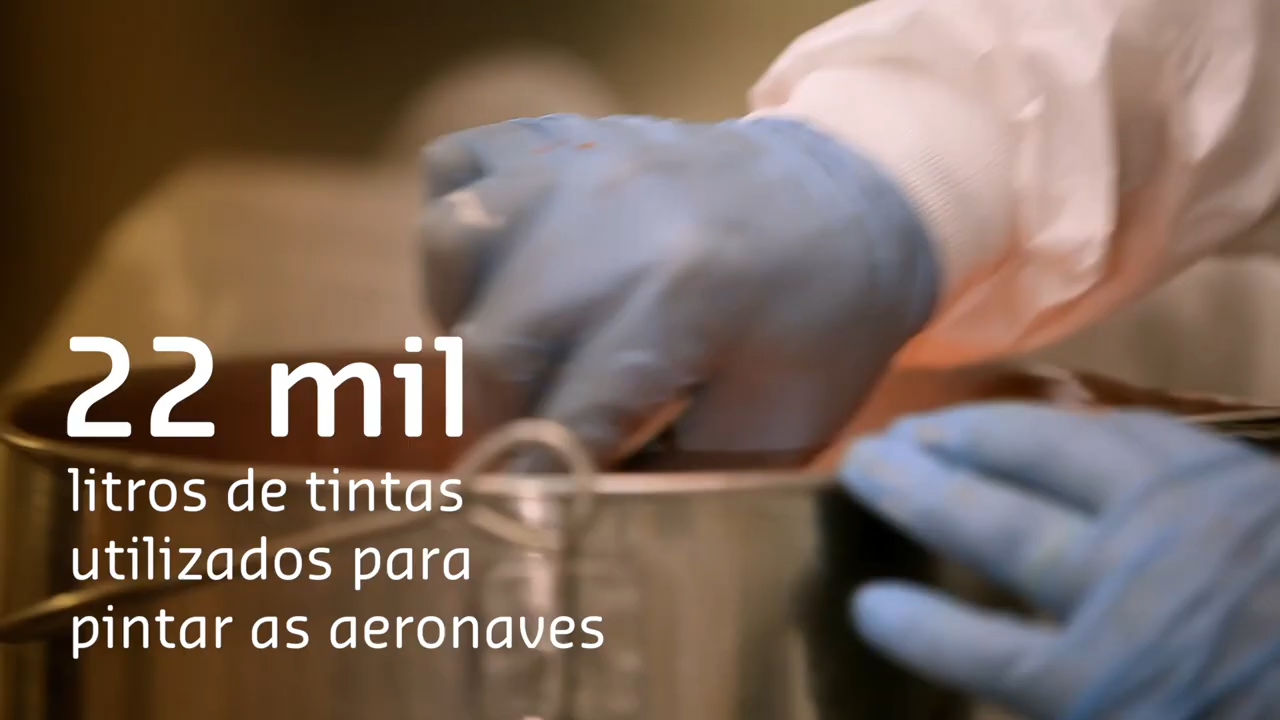 22 mil
litros de tintas
utilizados para
pintar as aeronaves